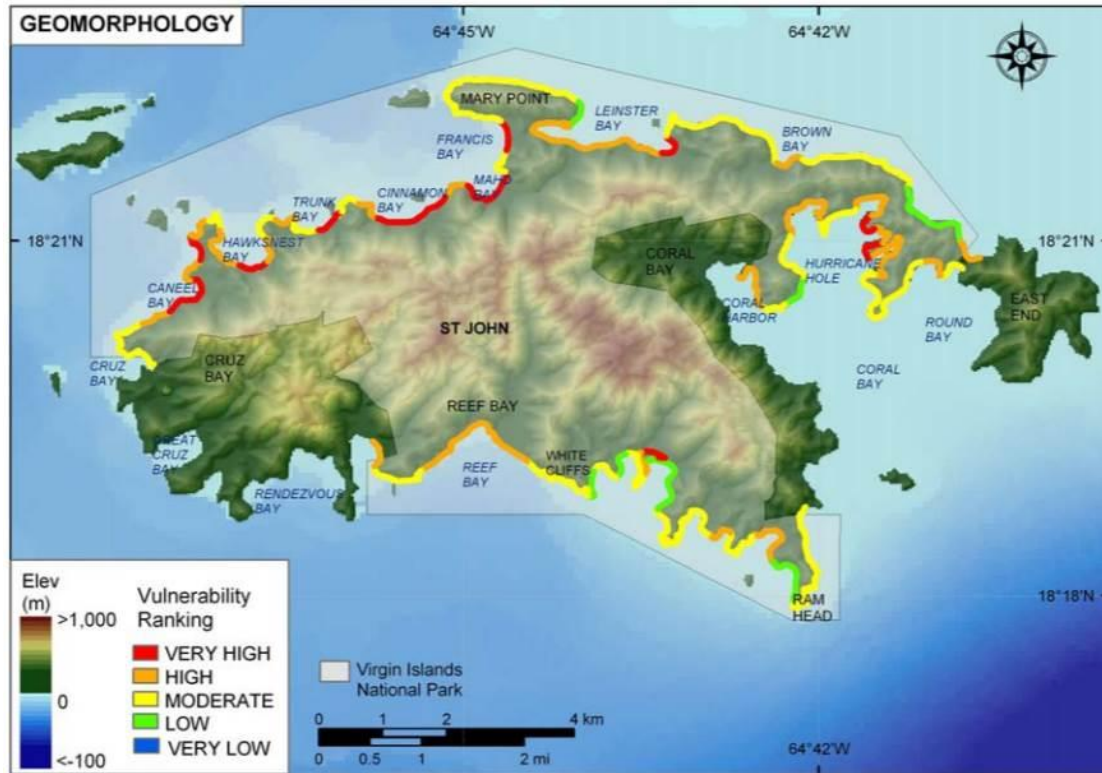 GEOMORPHOLOGY
64°45'W
64°42'W
MARY POINT
LEINSTER
BAY
BROWN
BAY
FRANCIS
BAY
MAHO
BAY
CINNAMON
BAY
TRUNK
BAY
HAWKSNEST
BAY
18°21'N
18°21'N
CORAL
BAY
HURRICANE
HOLE
CANEEL
BAY
CORAL
HARBOR
EAST
END
ROUND
BAY
ST JOHN
CRUZ
BAY
CRUZ
BAY
CORAL
BAY
REEF BAY
GREAT
CRUZ
BAY
REEF
BAY
WHITE
CLIFFS
RENDEZVOUS
BAY
RAM
HEAD
18°18'N
Elev
(m)
>1,000
0
<-100
Vulnerability
Ranking
VERY HIGH
HIGH
MODERATE
LOW
VERY LOW
Virgin Islands
National Park
0 1 2 4 km
0 0.5 1 2 mi
64°42'W